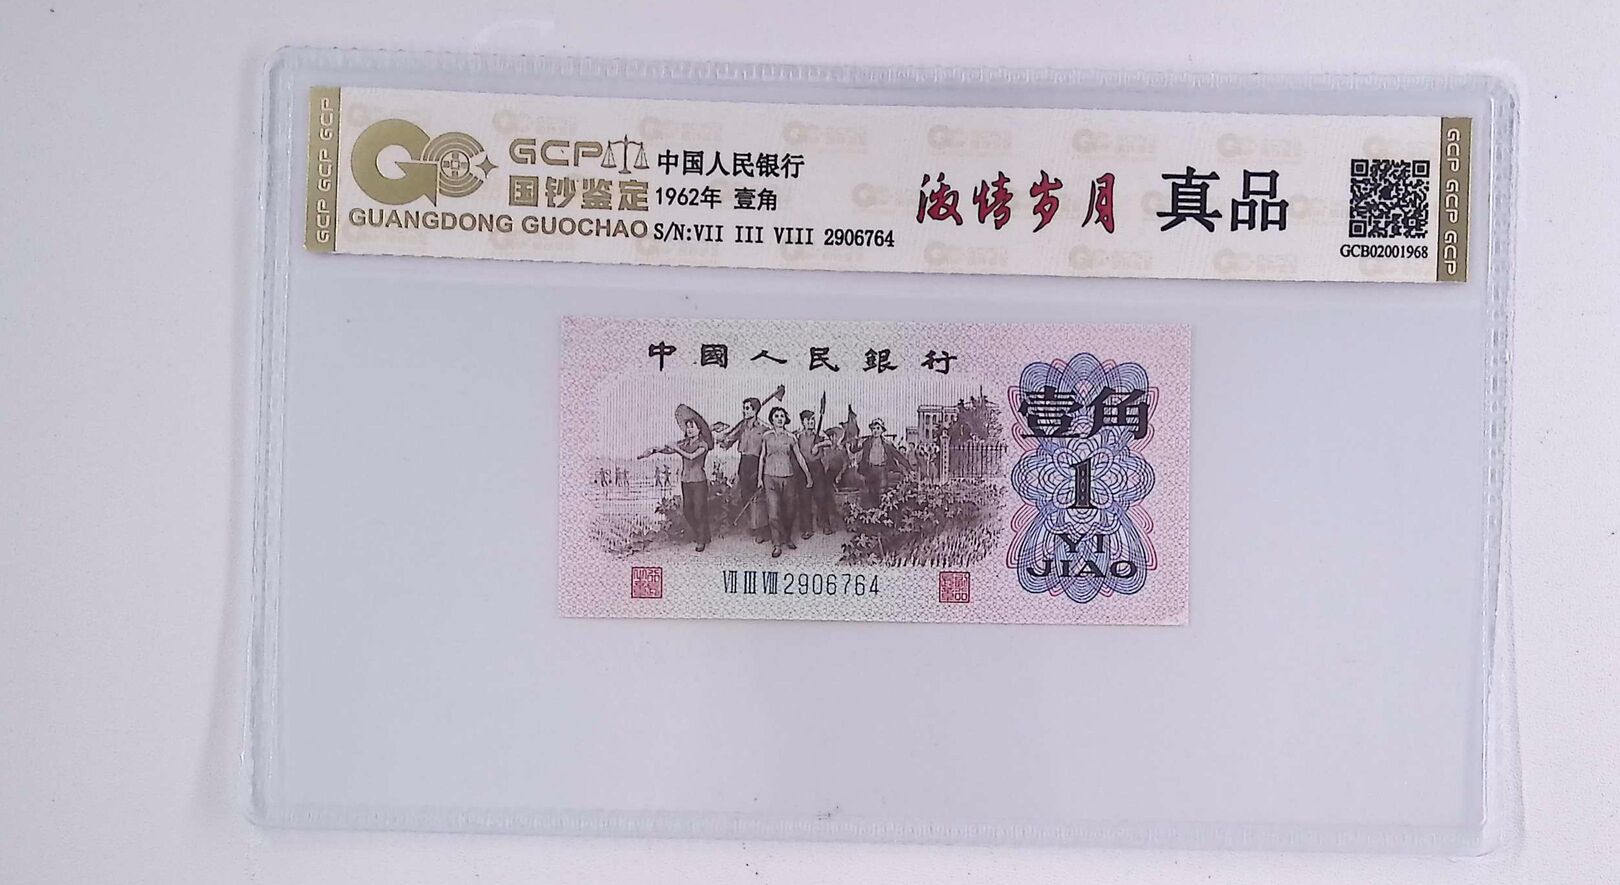 GCP GCP GCP
GCP
国钞鉴定
GUANGDONG GUOCHAO
中国人民银行
1962年 壹角
S/N:VII III VIII 2906764
激情岁月
真品
GCB02001968
GCP GCP GCP
中國人民銀行
壹角
1
YI
JIAO
VII III VIII 2906764